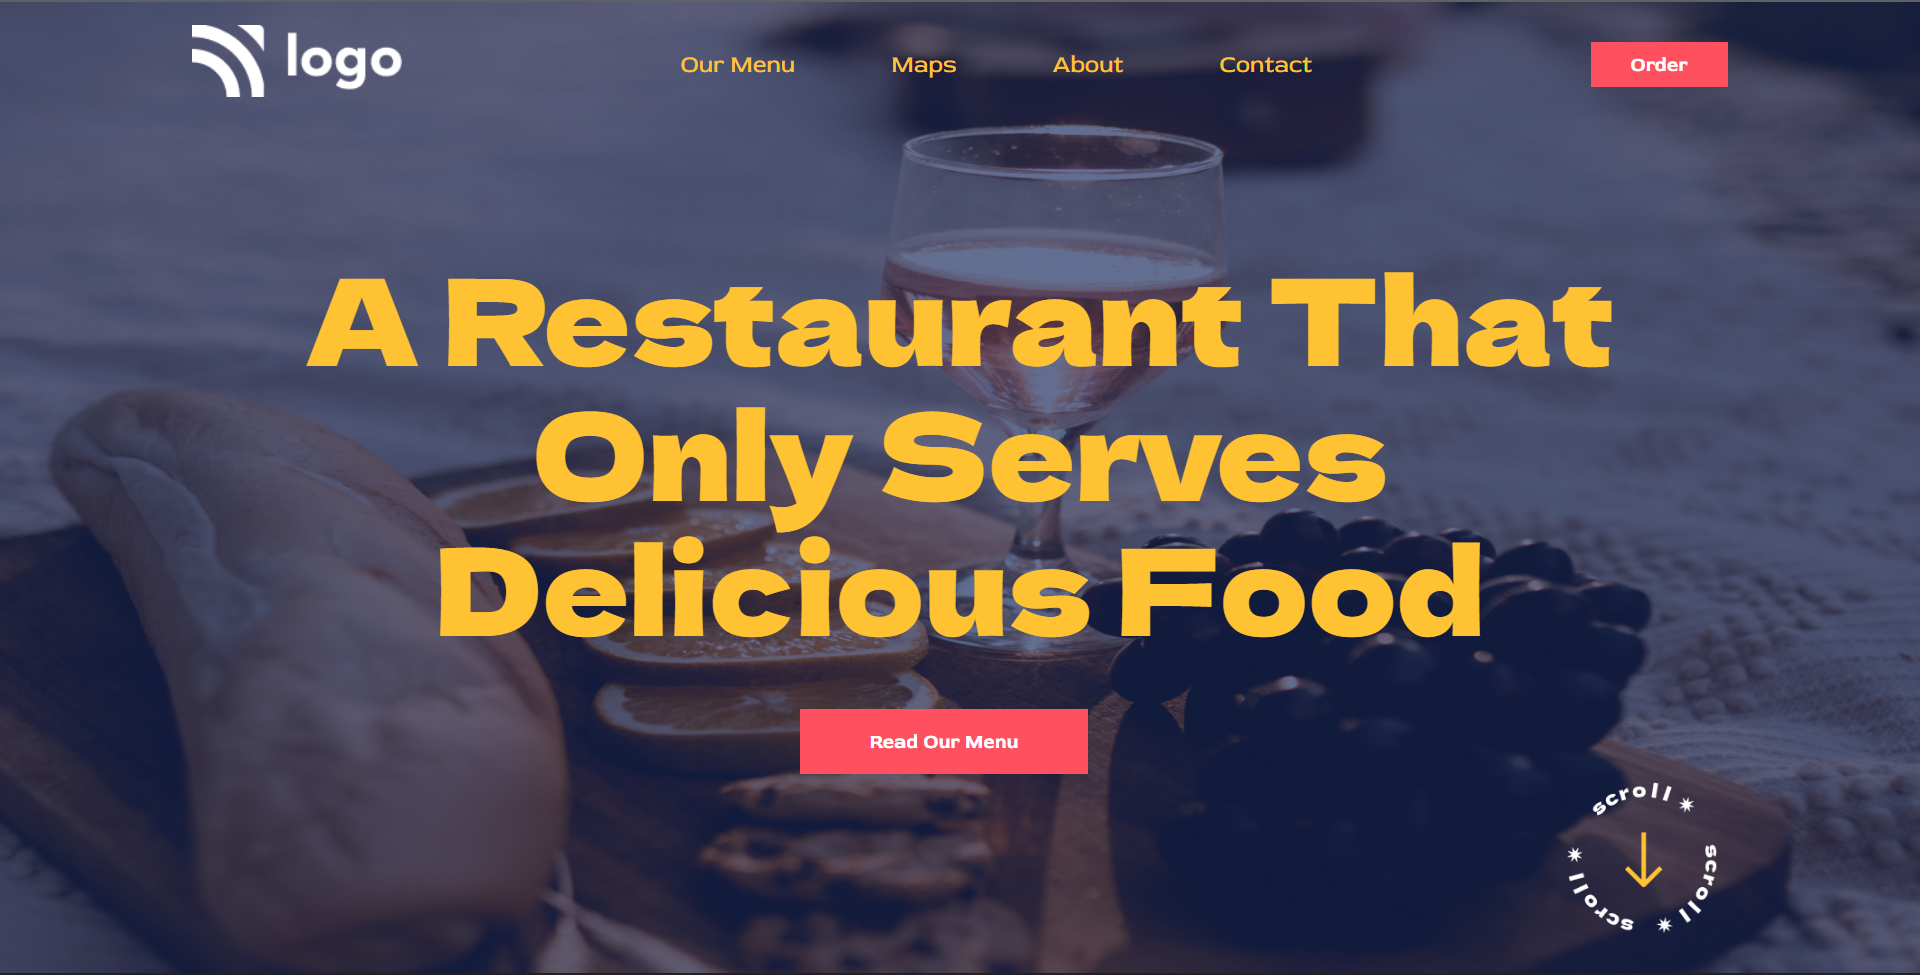 logo
Our Menu
Maps
About
Contact
Order
A Restaurant That
Only Serves
Delicious Food
Read Our Menu
scroll
scroll
scroll